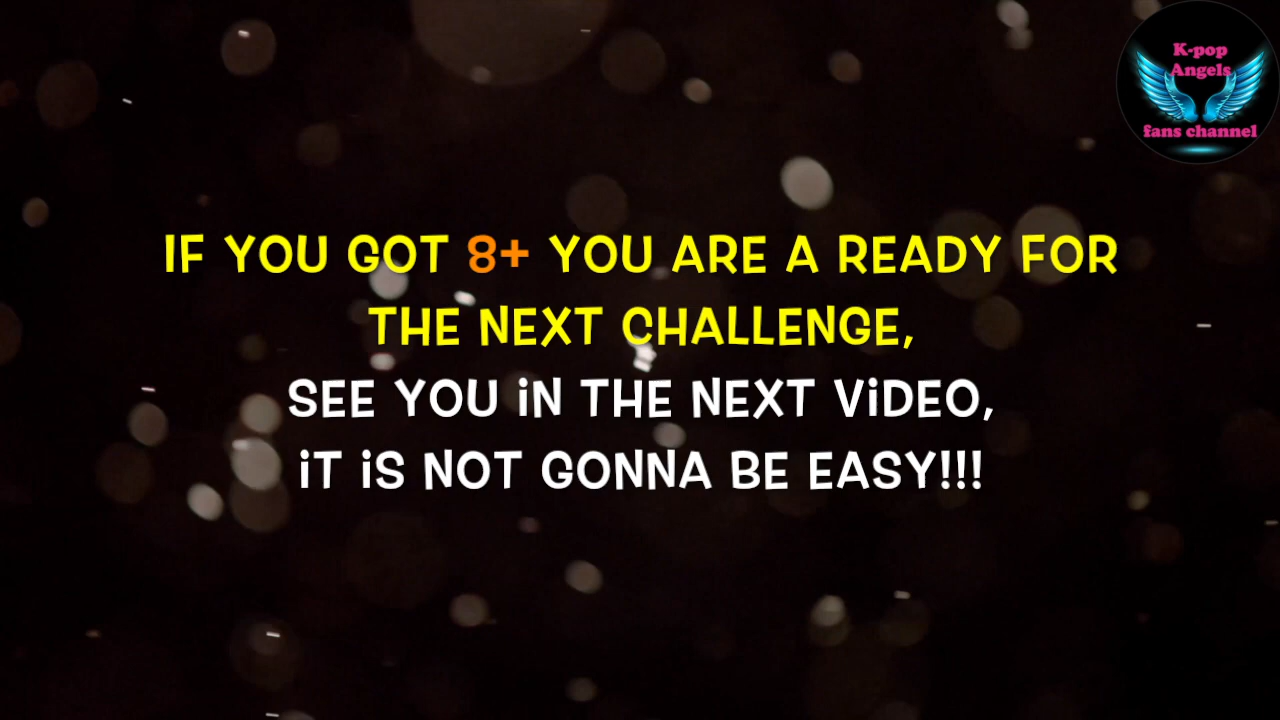 K-pop
Angels
fans channel
IF YOU GOT 8+ YOU ARE A READY FOR
THE NEXT CHALLENGE,
SEE YOU iN THE NEXT ViDEO,
iT iS NOT GONNA BE EASY!!!